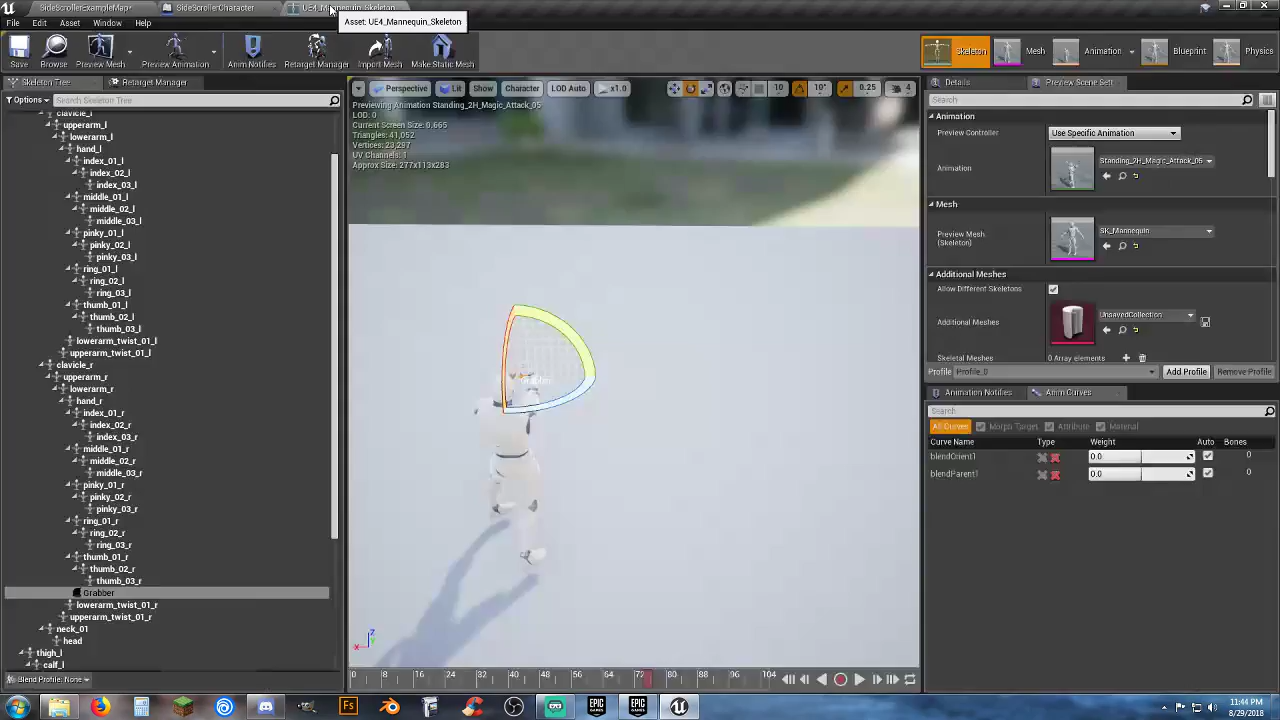 SideScrollerExampleMap*
SideScrollerCharacter
UE4_Mannequin_Skeleton
Asset: UE4_Mannequin_Skeleton
File Edit Asset Window Help
Save
Browse
Preview Mesh
Preview Animation
Anim Notifies
Retarget Manager
Import Mesh
Make Static Mesh
Skeleton
Mesh
Animation
Blueprint
Physics
Skeleton Tree
Retarget Manager
Options
Search Skeleton Tree
clavicle_l
upperarm_l
lowerarm_l
hand_l
index_01_l
index_02_l
index_03_l
middle_01_l
middle_02_l
middle_03_l
pinky_01_l
pinky_02_l
pinky_03_l
ring_01_l
ring_02_l
ring_03_l
thumb_01_l
thumb_02_l
thumb_03_l
lowerarm_twist_01_l
upperarm_twist_01_l
clavicle_r
upperarm_r
lowerarm_r
hand_r
index_01_r
index_02_r
index_03_r
middle_01_r
middle_02_r
middle_03_r
pinky_01_r
pinky_02_r
pinky_03_r
ring_01_r
ring_02_r
ring_03_r
thumb_01_r
thumb_02_r
thumb_03_r
Grabber
lowerarm_twist_01_r
upperarm_twist_01_r
neck_01
head
thigh_l
calf_l
Blend Profile: None
Perspective Lit Show Character LOD Auto x1.0 10 10° 0.25 4
Previewing Animation Standing_2H_Magic_Attack_05
LOD: 0
Current Screen Size: 0.665
Triangles: 41,052
Vertices: 23,297
UV Channels: 1
Approx Size: 277x113x283
Grabber
z
x
0 8 16 24 32 40 48 56 64 72 80 88 96 104
Details
Preview Scene Sett
Search
Animation
Preview Controller
Use Specific Animation
Animation
Standing_2H_Magic_Attack_05
Mesh
Preview Mesh
(Skeleton)
SK_Mannequin
Additional Meshes
Allow Different Skeletons
Additional Meshes
UnsavedCollection
Skeletal Meshes
0 Array elements
Profile Profile_0 Add Profile Remove Profile
Animation Notifies
Anim Curves
Search
All Curves Morph Target Attribute Material
Curve Name Type Weight Auto Bones
blendOrient1 0.0 0
blendParent1 0.0 0
Fs
EPIC
GAMES
EPIC
GAMES
11:44 PM
8/29/2018